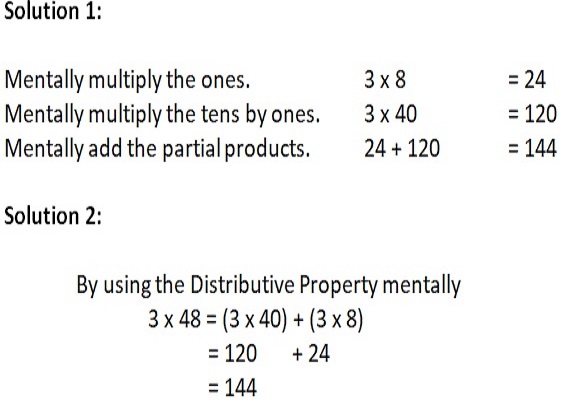 Solution 1:
Mentally multiply the ones. 3 x 8 = 24
Mentally multiply the tens by ones. 3 x 40 = 120
Mentally add the partial products. 24 + 120 = 144
Solution 2:
By using the Distributive Property mentally
3 x 48 = (3 x 40) + (3 x 8)
= 120 + 24
= 144